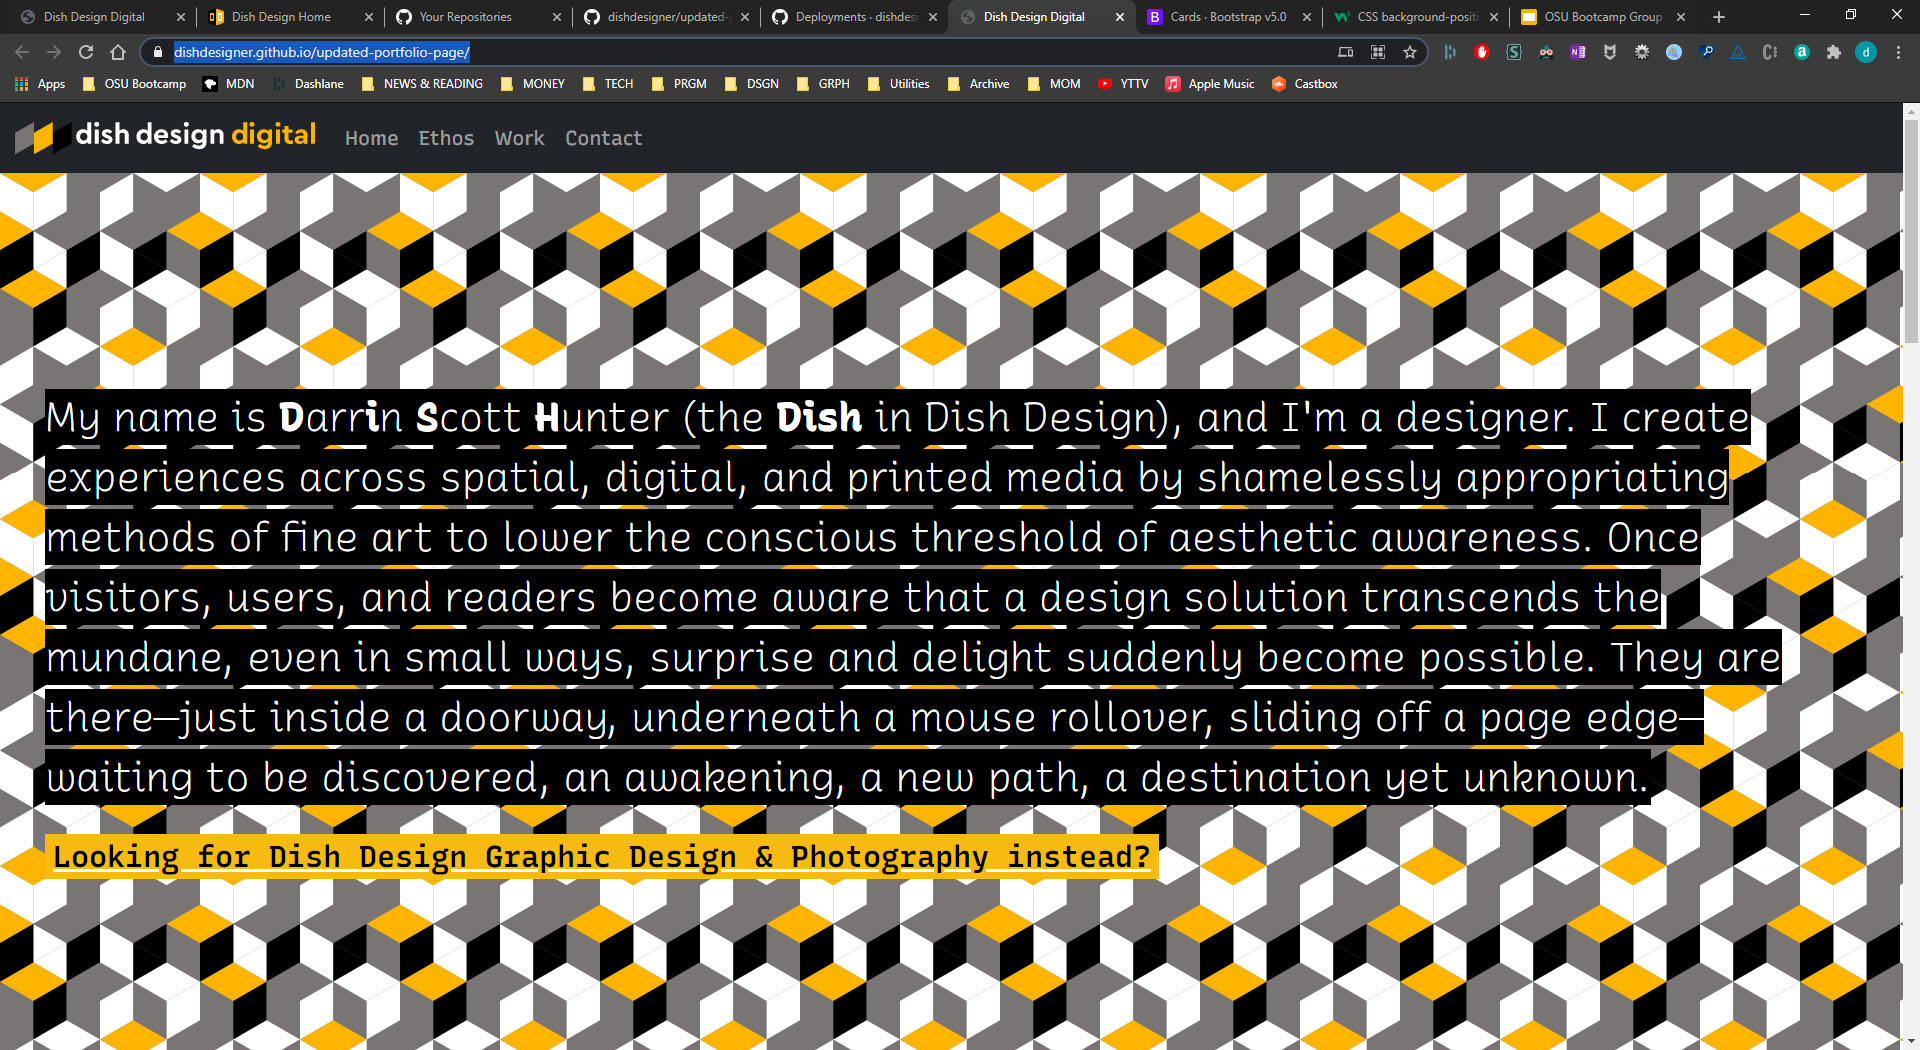 Dish Design Digital
Dish Design Home
Your Repositories
dishdesigner/updated-
Deployments · dishdesi
Dish Design Digital
Cards · Bootstrap v5.0
CSS background-posit
OSU Bootcamp Group
dishdesigner.github.io/updated-portfolio-page/
Apps OSU Bootcamp MDN Dashlane NEWS & READING MONEY TECH PRGM DSGN GRPH Utilities Archive MOM YTTV Apple Music Castbox
dish design digital Home Ethos Work Contact
My name is Darrin Scott Hunter (the Dish in Dish Design), and I'm a designer. I create
experiences across spatial, digital, and printed media by shamelessly appropriating
methods of fine art to lower the conscious threshold of aesthetic awareness. Once
visitors, users, and readers become aware that a design solution transcends the
mundane, even in small ways, surprise and delight suddenly become possible. They are
there—just inside a doorway, underneath a mouse rollover, sliding off a page edge—
waiting to be discovered, an awakening, a new path, a destination yet unknown.
Looking for Dish Design Graphic Design & Photography instead?